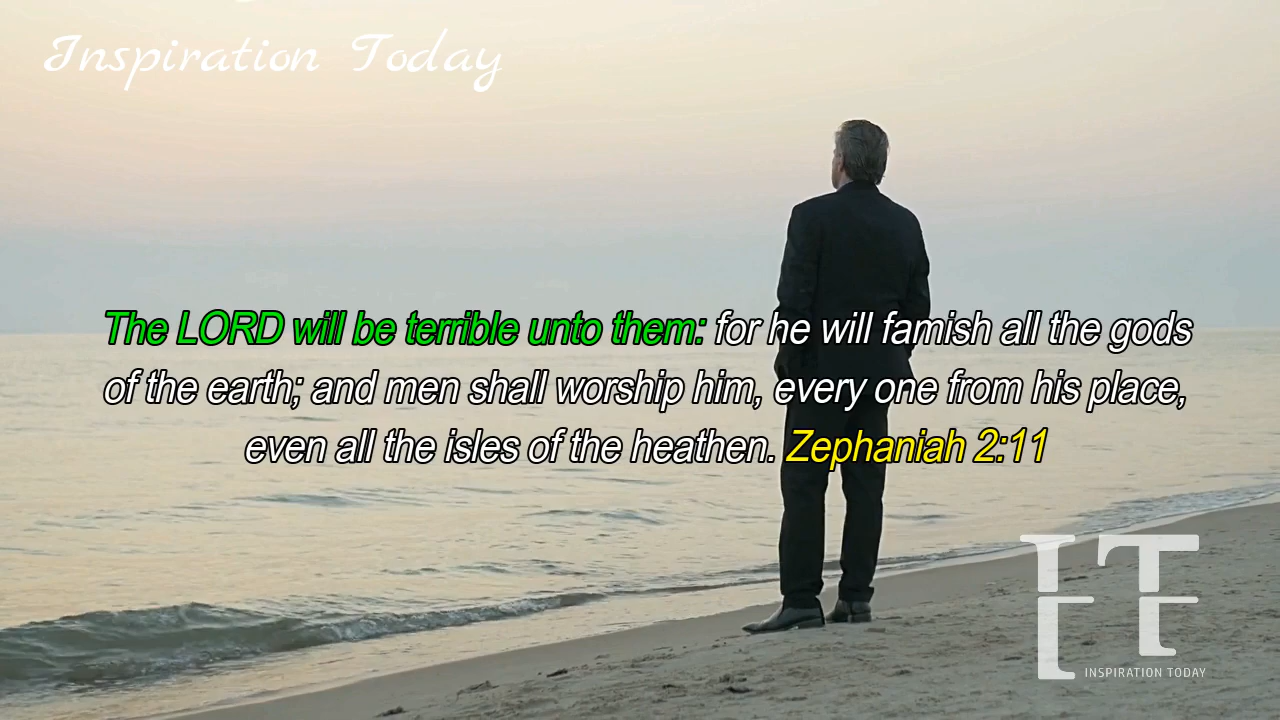 Inspiration Today
The LORD will be terrible unto them: for he will famish all the gods
of the earth; and men shall worship him, every one from his place,
even all the isles of the heathen. Zephaniah 2:11
IT
INSPIRATION TODAY